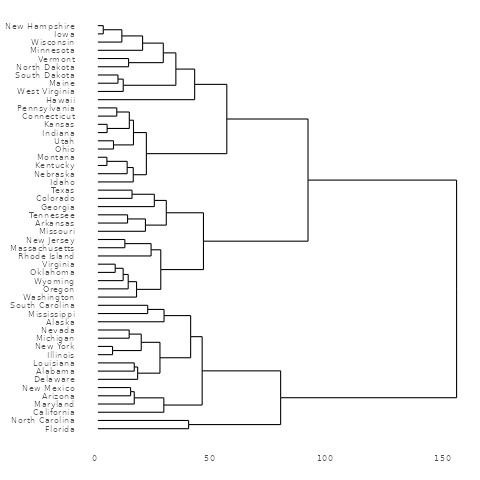 New Hampshire
Iowa
Wisconsin
Minnesota
Vermont
North Dakota
South Dakota
Maine
West Virginia
Hawaii
Pennsylvania
Connecticut
Kansas
Indiana
Utah
Ohio
Montana
Kentucky
Nebraska
Idaho
Texas
Colorado
Georgia
Tennessee
Arkansas
Missouri
New Jersey
Massachusetts
Rhode Island
Virginia
Oklahoma
Wyoming
Oregon
Washington
South Carolina
Mississippi
Alaska
Nevada
Michigan
New York
Illinois
Louisiana
Alabama
Delaware
New Mexico
Arizona
Maryland
California
North Carolina
Florida
0 50 100 150